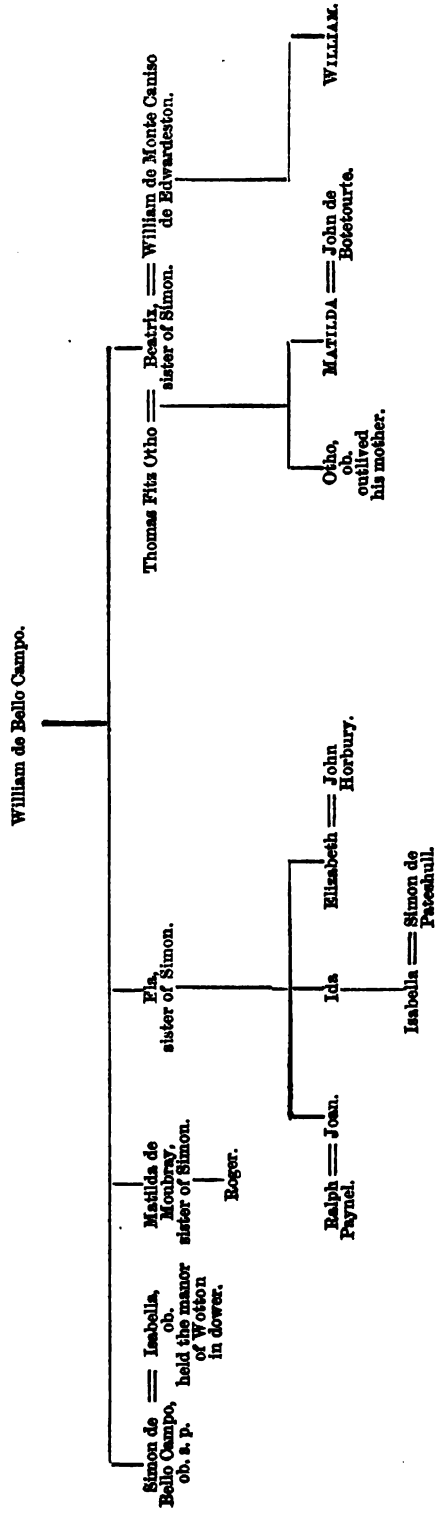 William de Bello Campo.
Simon de
Bello Campo,
ob. s. p.
Isabella,
ob.
held the manor
of Wotton
in dower.
Matilda de
Moubray,
sister of Simon.
Roger.
Ela,
sister of Simon.
Ralph
Paynel.
Joan.
Ida
Isabella
Simon de
Pateshull.
Elizabeth
John
Horbury.
Thomas Fitz Otho
Beatrix,
sister of Simon.
William de Monte Caniso
de Edwardeston.
Otho,
ob.
outlived
his mother.
MATILDA
John de
Botetourte.
WILLIAM.